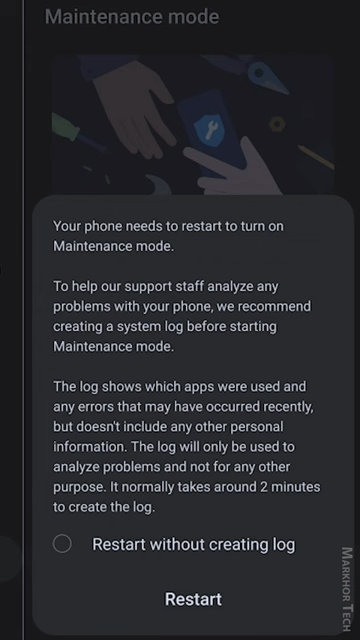 Maintenance mode
Your phone needs to restart to turn on
Maintenance mode.
To help our support staff analyze any
problems with your phone, we recommend
creating a system log before starting
Maintenance mode.
The log shows which apps were used and
any errors that may have occurred recently,
but doesn't include any other personal
information. The log will only be used to
analyze problems and not for any other
purpose. It normally takes around 2 minutes
to create the log.
Restart without creating log
Restart
MARKHOR TECH